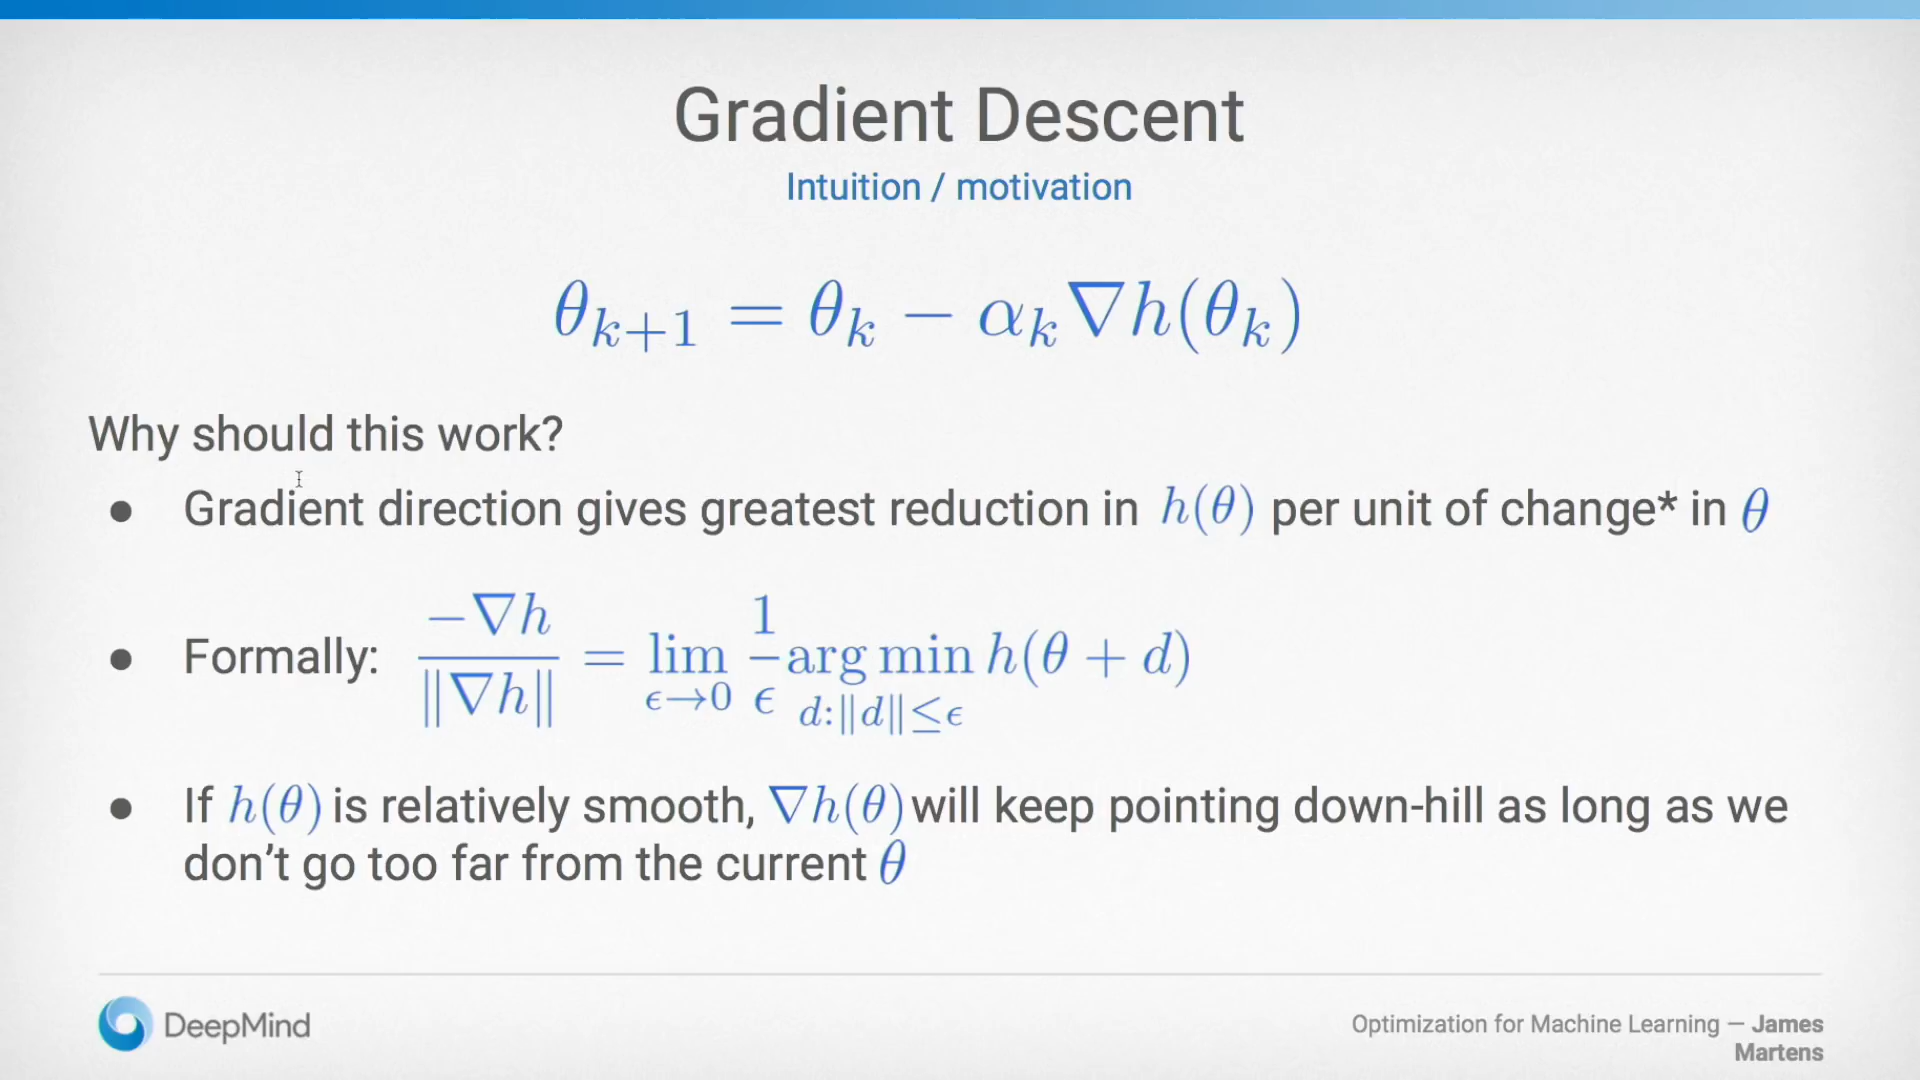 Gradient Descent
Intuition / motivation
θ_{k+1} = θ_k − α_k ∇h(θ_k)
Why should this work?
● Gradient direction gives greatest reduction in h(θ) per unit of change* in θ
● Formally: \frac{−∇h}{‖∇h‖} = \lim_{ϵ→0} \frac{1}{ϵ} \arg\min_{d:‖d‖≤ϵ} h(θ + d)
● If h(θ) is relatively smooth, ∇h(θ) will keep pointing down-hill as long as we
don’t go too far from the current θ
DeepMind
Optimization for Machine Learning — James
Martens